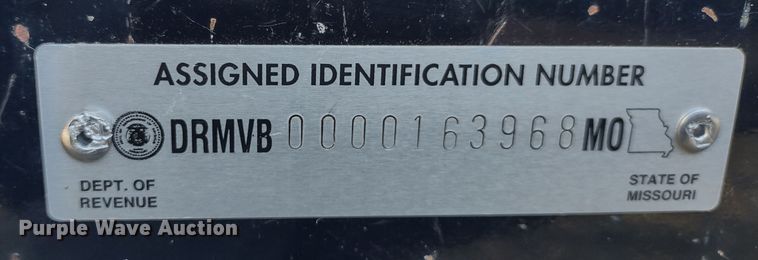 ASSIGNED IDENTIFICATION NUMBER
DRMVB 0000163968 MO
DEPT. OF
REVENUE
STATE OF
MISSOURI
Purple Wave Auction